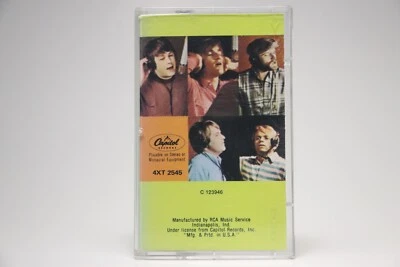 Capitol
RECORDS
Playable on Stereo or
Monaural Equipment
4XT 2545
C-123946
Manufactured by RCA Music Service
Indianapolis, Ind.
Under license from Capitol Records, Inc.
"Mfg. & Prtd. in U.S.A."